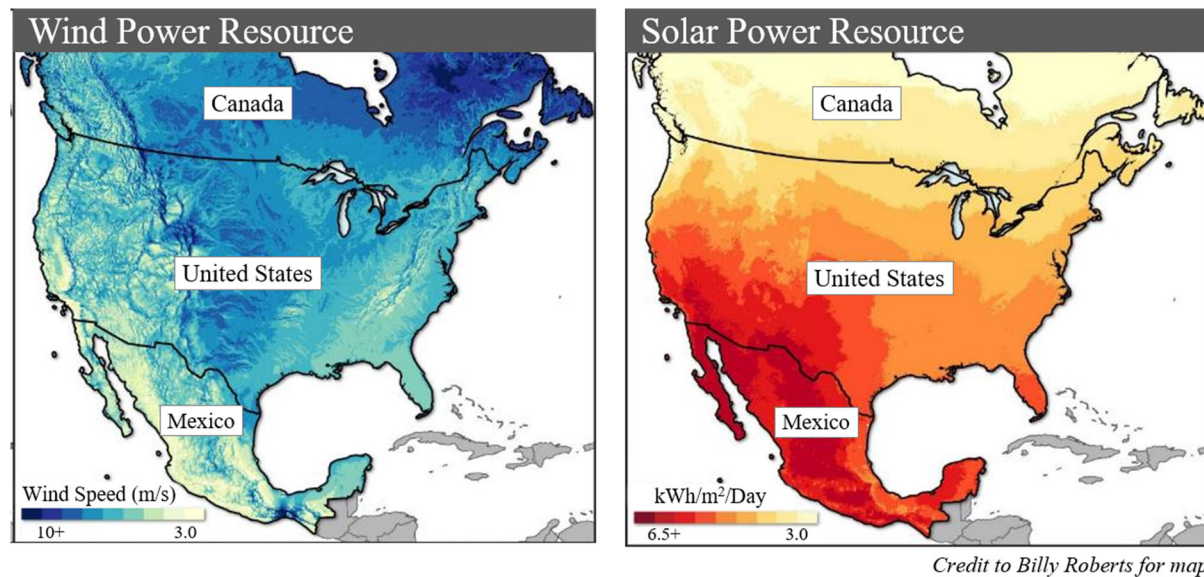 Wind Power Resource
Canada
United States
Mexico
Wind Speed (m/s)
10+ 3.0
Solar Power Resource
Canada
United States
Mexico
kWh/m²/Day
6.5+ 3.0
Credit to Billy Roberts for map